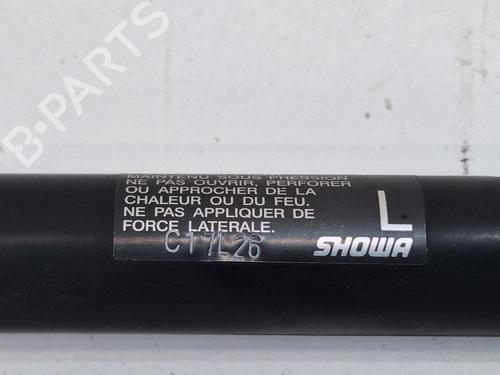 B-PARTS
MAINTENU SOUS PRESSION
NE PAS OUVRIR, PERFORER
OU APPROCHER DE LA
CHALEUR OU DU FEU.
NE PAS APPLIQUER DE
FORCE LATERALE.
L
C17L26
SHOWA